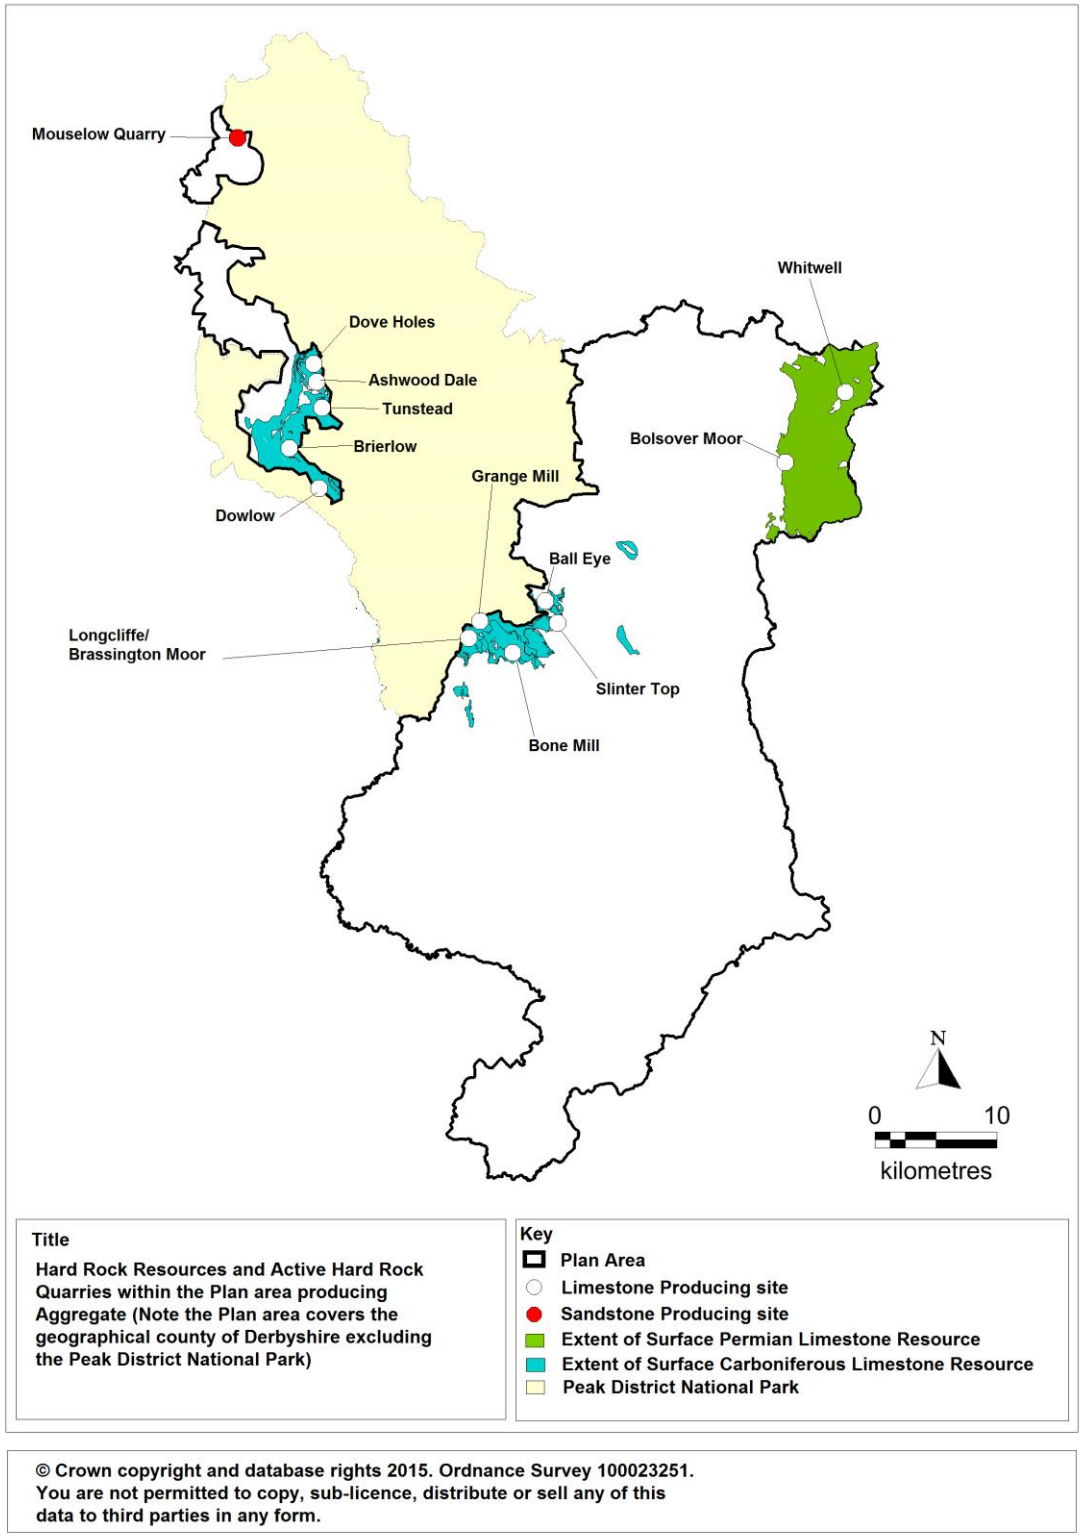 Mouselow Quarry
Whitwell
Dove Holes
Ashwood Dale
Tunstead
Bolsover Moor
Brierlow
Grange Mill
Dowlow
Ball Eye
Longcliffe/
Brassington Moor
Slinter Top
Bone Mill
N
0 10
kilometres
Title
Hard Rock Resources and Active Hard Rock
Quarries within the Plan area producing
Aggregate (Note the Plan area covers the
geographical county of Derbyshire excluding
the Peak District National Park)
Key
Plan Area
Limestone Producing site
Sandstone Producing site
Extent of Surface Permian Limestone Resource
Extent of Surface Carboniferous Limestone Resource
Peak District National Park
© Crown copyright and database rights 2015. Ordnance Survey 100023251.
You are not permitted to copy, sub-licence, distribute or sell any of this
data to third parties in any form.